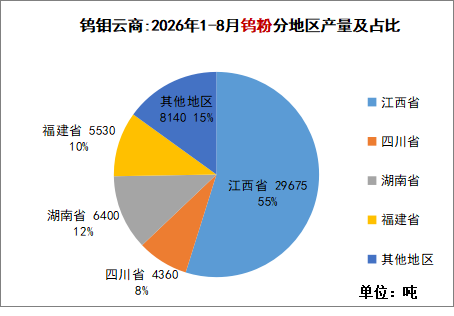 钨钼云商:2026年1-8月钨粉分地区产量及占比
其他地区
8140 15%
江西省
福建省 5530
10%
四川省
江西省 29675
55%
湖南省
湖南省 6400
12%
福建省
四川省 4360
8%
其他地区
单位：吨